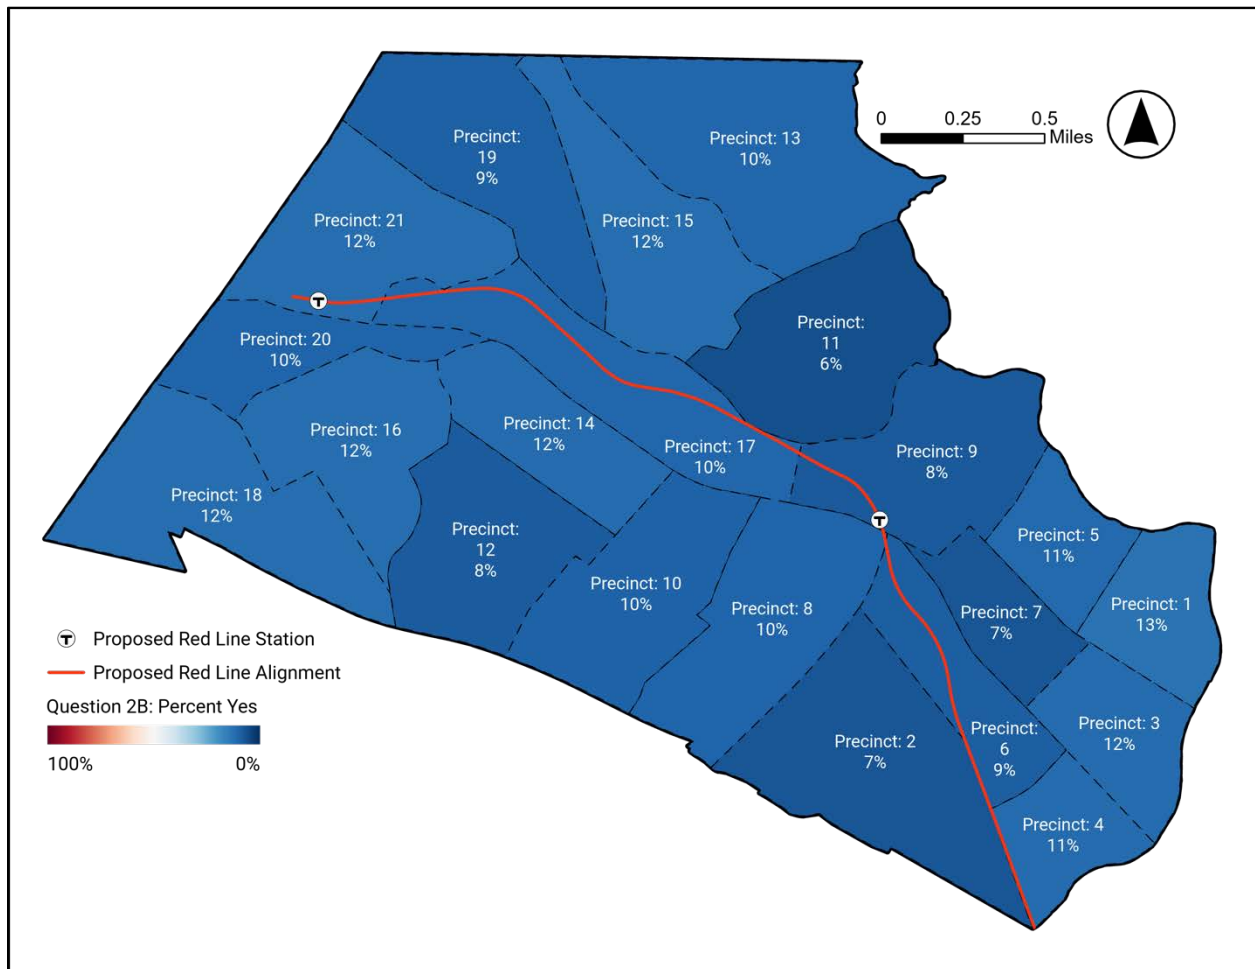 Precinct: 13
10%
0 0.25 0.5
Miles
Precinct:
19
9%
Precinct: 21
12%
Precinct: 15
12%
T
Precinct: 20
10%
Precinct:
11
6%
Precinct: 16
12%
Precinct: 14
12%
Precinct: 17
10%
Precinct: 9
8%
Precinct: 18
12%
T
Precinct:
12
8%
Precinct: 5
11%
Precinct: 10
10%
Precinct: 8
10%
Precinct: 7
7%
Precinct: 1
13%
Precinct: 2
7%
Precinct:
6
9%
Precinct: 3
12%
Precinct: 4
11%
T Proposed Red Line Station
Proposed Red Line Alignment
Question 2B: Percent Yes
100% 0%